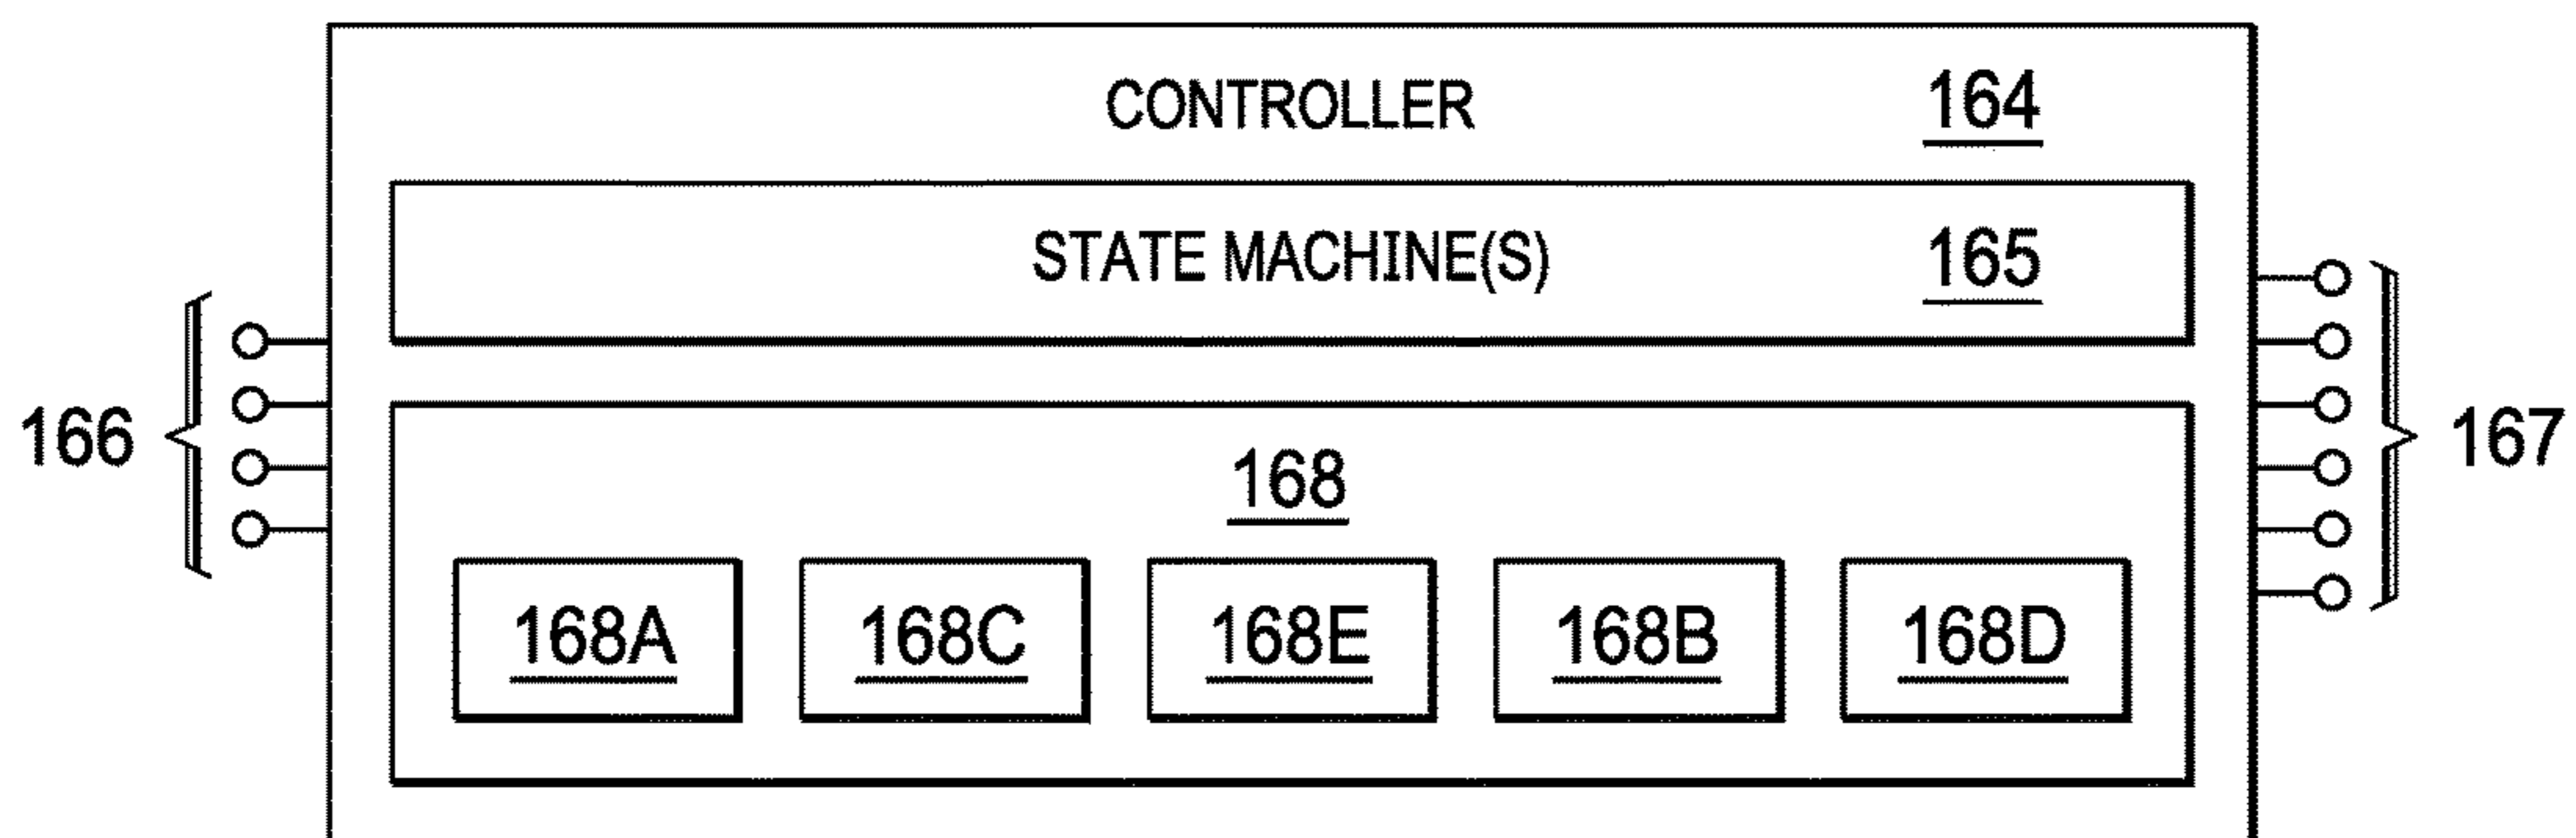 CONTROLLER 164
STATE MACHINE(S) 165
166
167
168
168A 168C 168E 168B 168D